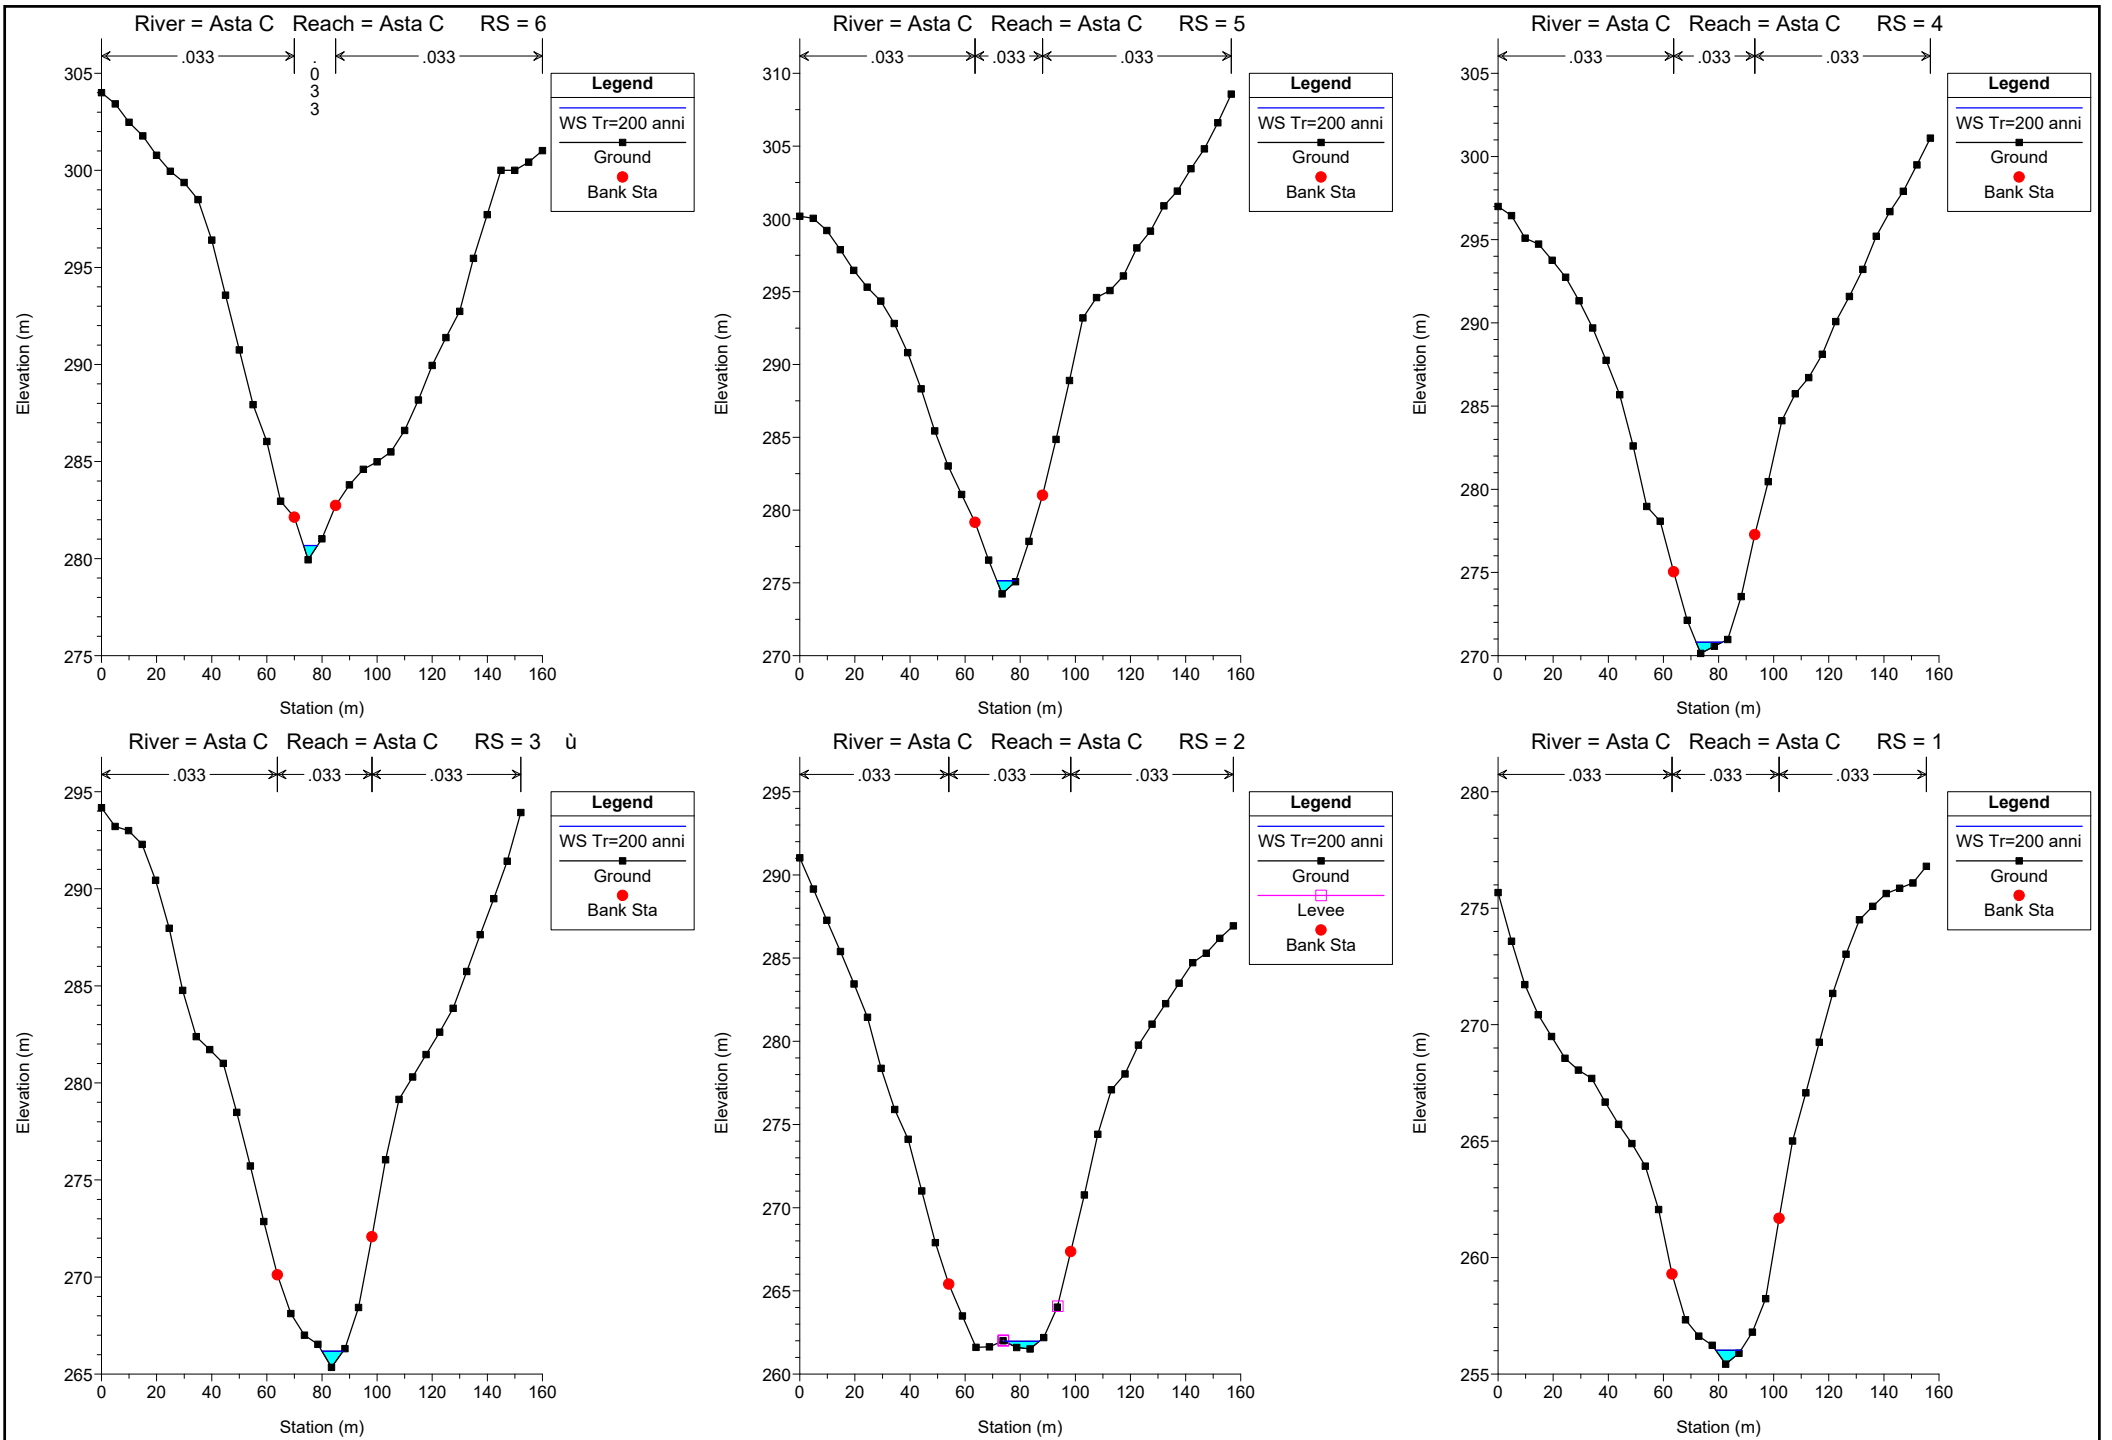 River = Asta C Reach = Asta C RS = 6
.033 .033 .033
Legend
WS Tr=200 anni
Ground
Bank Sta
305
300
295
290
285
280
275
0 20 40 60 80 100 120 140 160
Elevation (m)
Station (m)
River = Asta C Reach = Asta C RS = 5
.033 .033 .033
Legend
WS Tr=200 anni
Ground
Bank Sta
310
305
300
295
290
285
280
275
270
0 20 40 60 80 100 120 140 160
Elevation (m)
Station (m)
River = Asta C Reach = Asta C RS = 4
.033 .033 .033
Legend
WS Tr=200 anni
Ground
Bank Sta
305
300
295
290
285
280
275
270
0 20 40 60 80 100 120 140 160
Elevation (m)
Station (m)
River = Asta C Reach = Asta C RS = 3 ù
.033 .033 .033
Legend
WS Tr=200 anni
Ground
Bank Sta
295
290
285
280
275
270
265
0 20 40 60 80 100 120 140 160
Elevation (m)
Station (m)
River = Asta C Reach = Asta C RS = 2
.033 .033 .033
Legend
WS Tr=200 anni
Ground
Levee
Bank Sta
295
290
285
280
275
270
265
260
0 20 40 60 80 100 120 140 160
Elevation (m)
Station (m)
River = Asta C Reach = Asta C RS = 1
.033 .033 .033
Legend
WS Tr=200 anni
Ground
Bank Sta
280
275
270
265
260
255
0 20 40 60 80 100 120 140 160
Elevation (m)
Station (m)